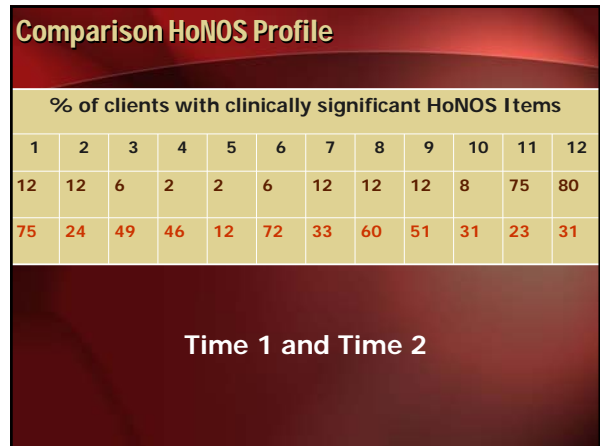 Comparison HoNOS Profile
% of clients with clinically significant HoNOS Items
1 2 3 4 5 6 7 8 9 10 11 12
12 12 6 2 2 6 12 12 12 8 75 80
75 24 49 46 12 72 33 60 51 31 23 31
Time 1 and Time 2